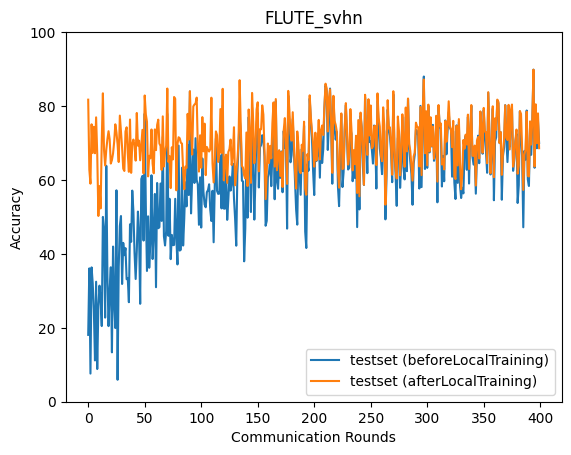 FLUTE_svhn
100
80
60
40
20
0
Accuracy
0 50 100 150 200 250 300 350 400
Communication Rounds
testset (beforeLocalTraining)
testset (afterLocalTraining)